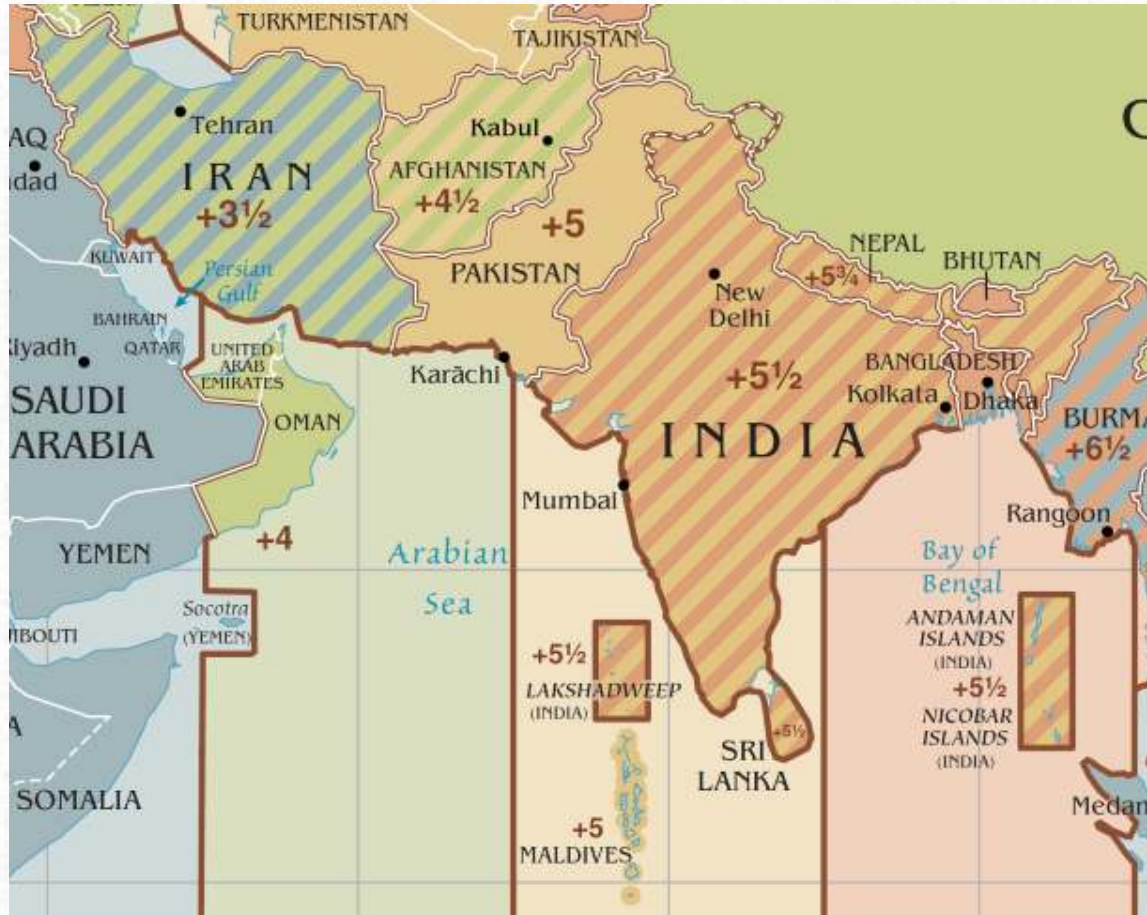 TURKMENISTAN
TAJIKISTAN
C
Tehran
Kabul
AQ
dad
IRAN
AFGHANISTAN
+3½
+4½
+5
KUWAIT
Persian
Gulf
PAKISTAN
NEPAL
+5¾
BHUTAN
New
Delhi
BAHRAIN
QATAR
Riyadh
UNITED
ARAB
EMIRATES
Karāchi
+5½
BANGLADESH
Kolkata
Dhaka
SAUDI
ARABIA
OMAN
INDIA
BURMA
+6½
Mumbai
Rangoon
YEMEN
+4
Arabian
Sea
Bay of
Bengal
Socotra
(YEMEN)
JIBOUTI
ANDAMAN
ISLANDS
(INDIA)
+5½
NICOBAR
ISLANDS
(INDIA)
+5½
LAKSHADWEEP
(INDIA)
+5½
SRI
LANKA
A
SOMALIA
+5
MALDIVES
Medan